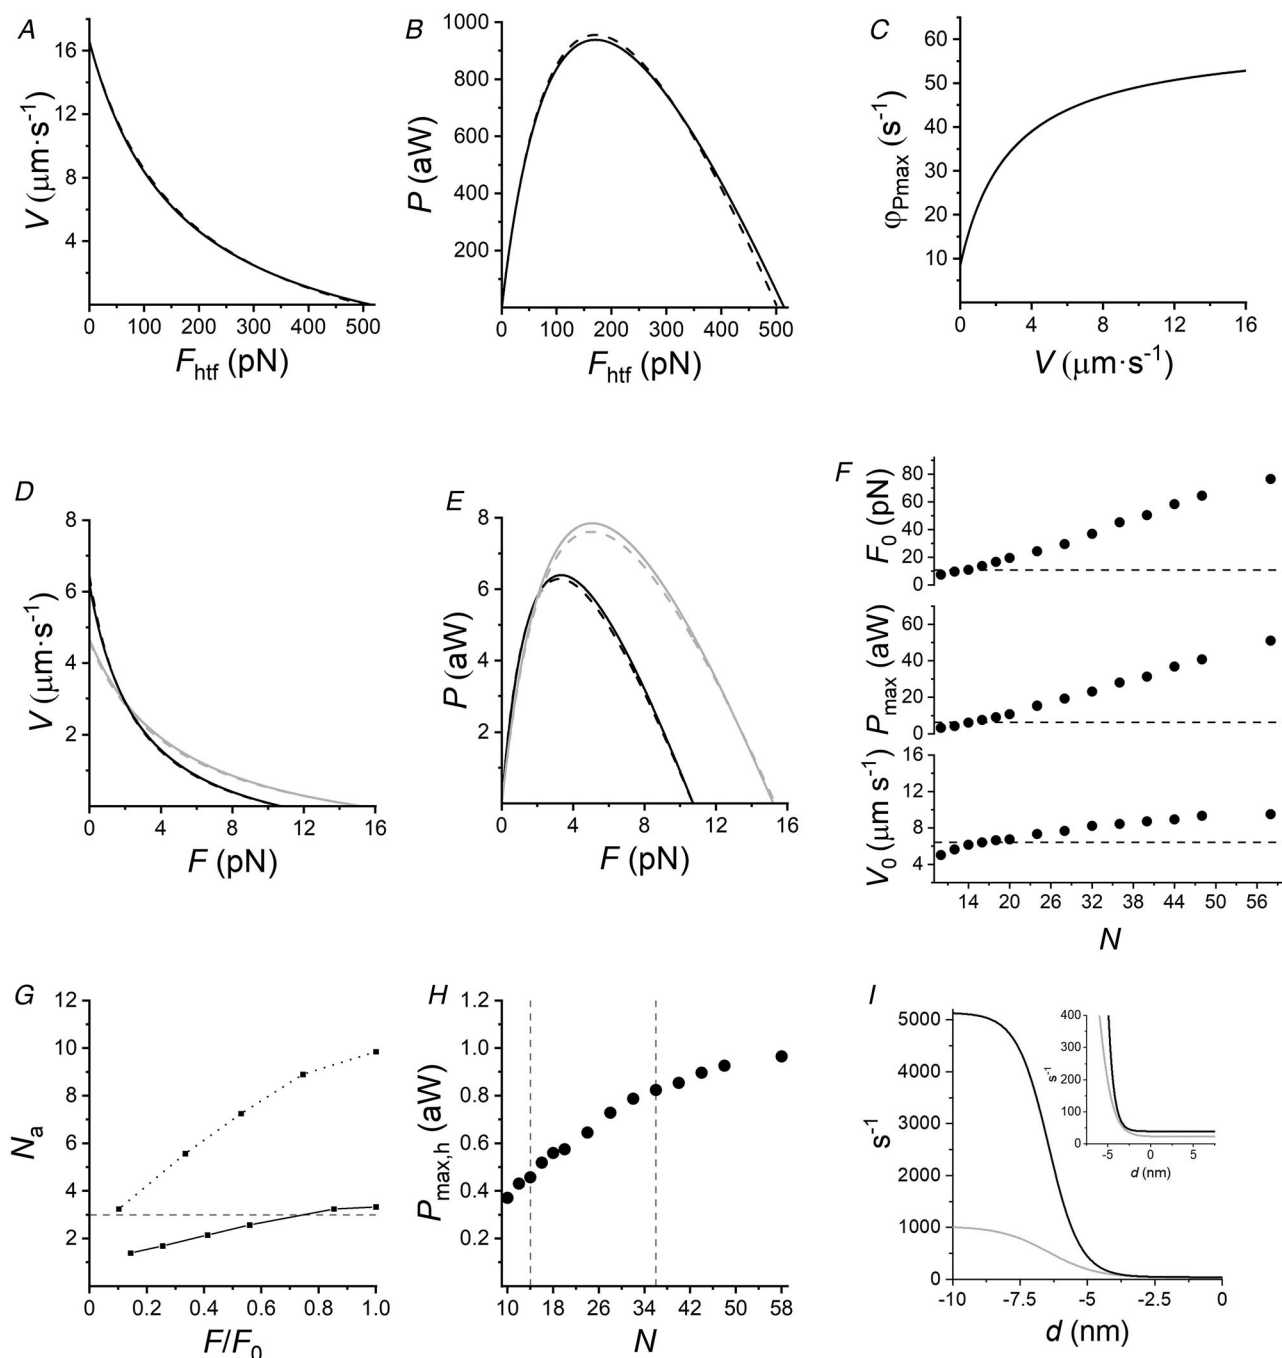 A
V (μm·s⁻¹)
16
12
8
4
0 100 200 300 400 500
F_htf (pN)
B
P (aW)
1000
800
600
400
200
0 100 200 300 400 500
F_htf (pN)
C
φ_Pmax (s⁻¹)
60
50
40
30
20
10
0 4 8 12 16
V (μm·s⁻¹)
D
V (μm·s⁻¹)
8
6
4
2
0 4 8 12 16
F (pN)
E
P (aW)
8
6
4
2
0 4 8 12 16
F (pN)
F
F₀ (pN)
80
60
40
20
0
P_max (aW)
60
40
20
0
V₀ (μm s⁻¹)
16
12
8
4
14 20 26 32 38 44 50 56
N
G
N_a
12
10
8
6
4
2
0 0.2 0.4 0.6 0.8 1.0
F/F₀
H
P_max,h (aW)
1.2
1.0
0.8
0.6
0.4
0.2
10 18 26 34 42 50 58
N
I
s⁻¹
5000
4000
3000
2000
1000
0
-10 -7.5 -5 -2.5 0
d (nm)
s⁻¹
400
300
200
100
0
-5 0 5
d (nm)